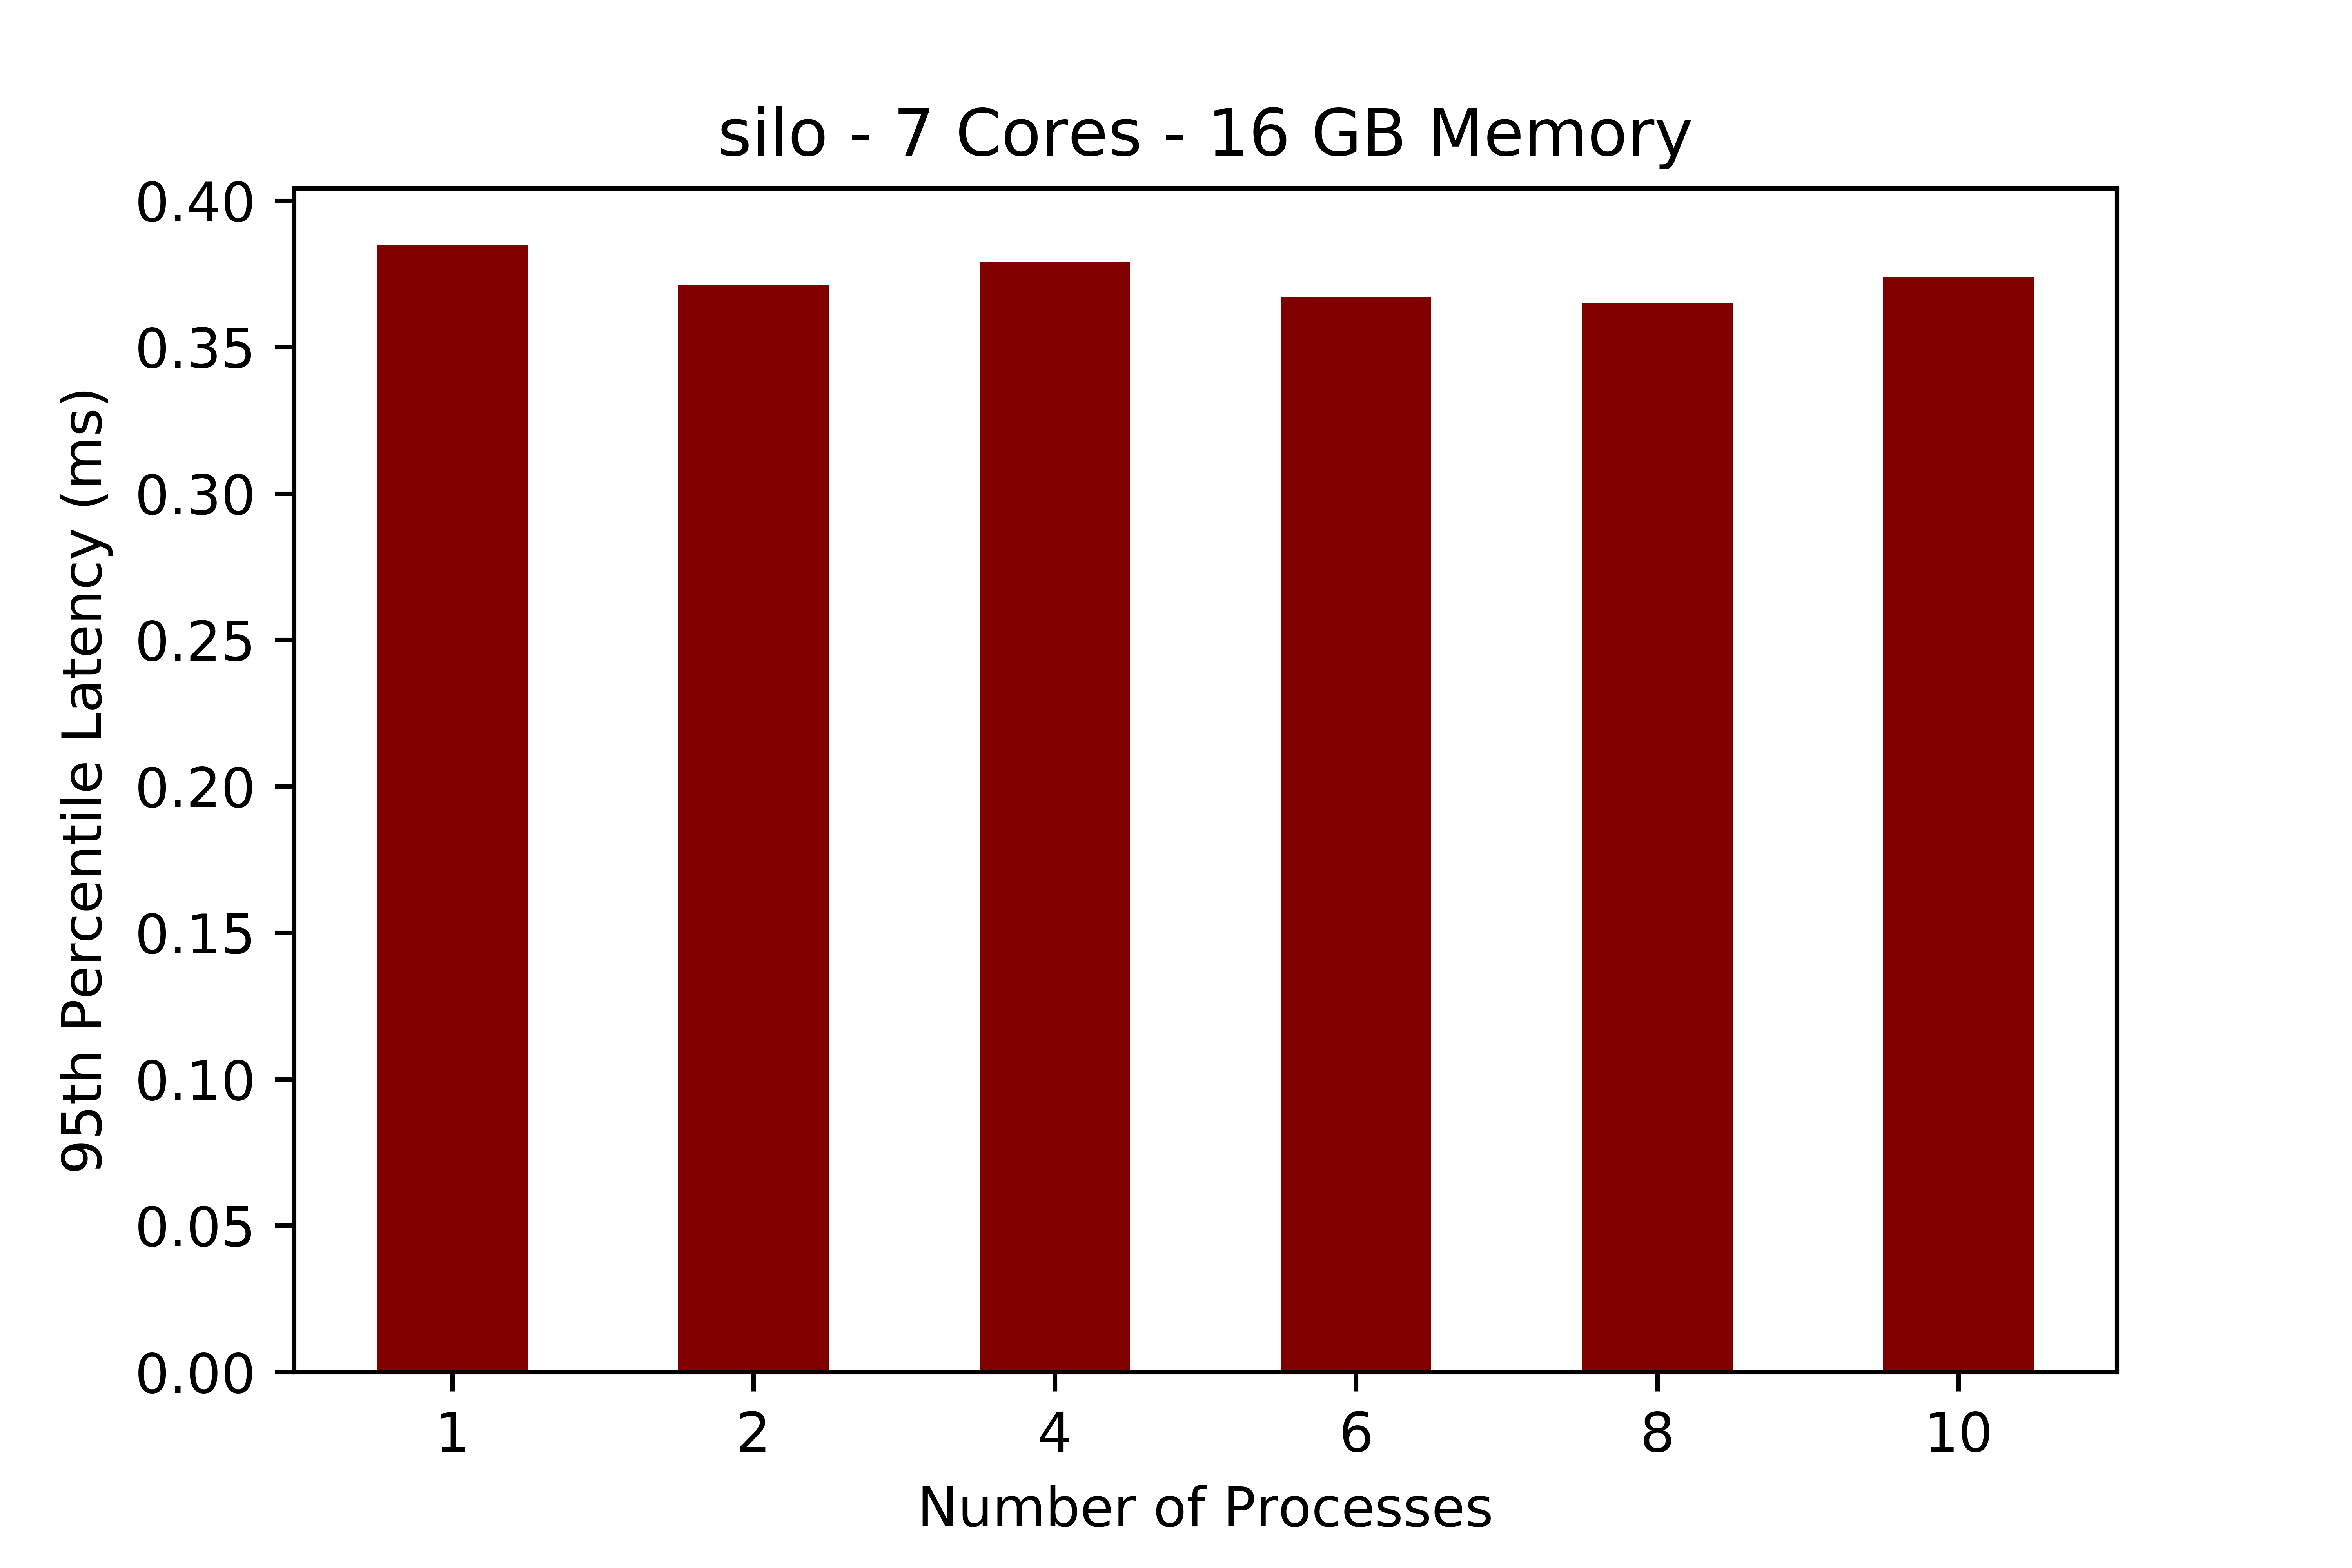 silo - 7 Cores - 16 GB Memory
95th Percentile Latency (ms)
0.40
0.35
0.30
0.25
0.20
0.15
0.10
0.05
0.00
1 2 4 6 8 10
Number of Processes